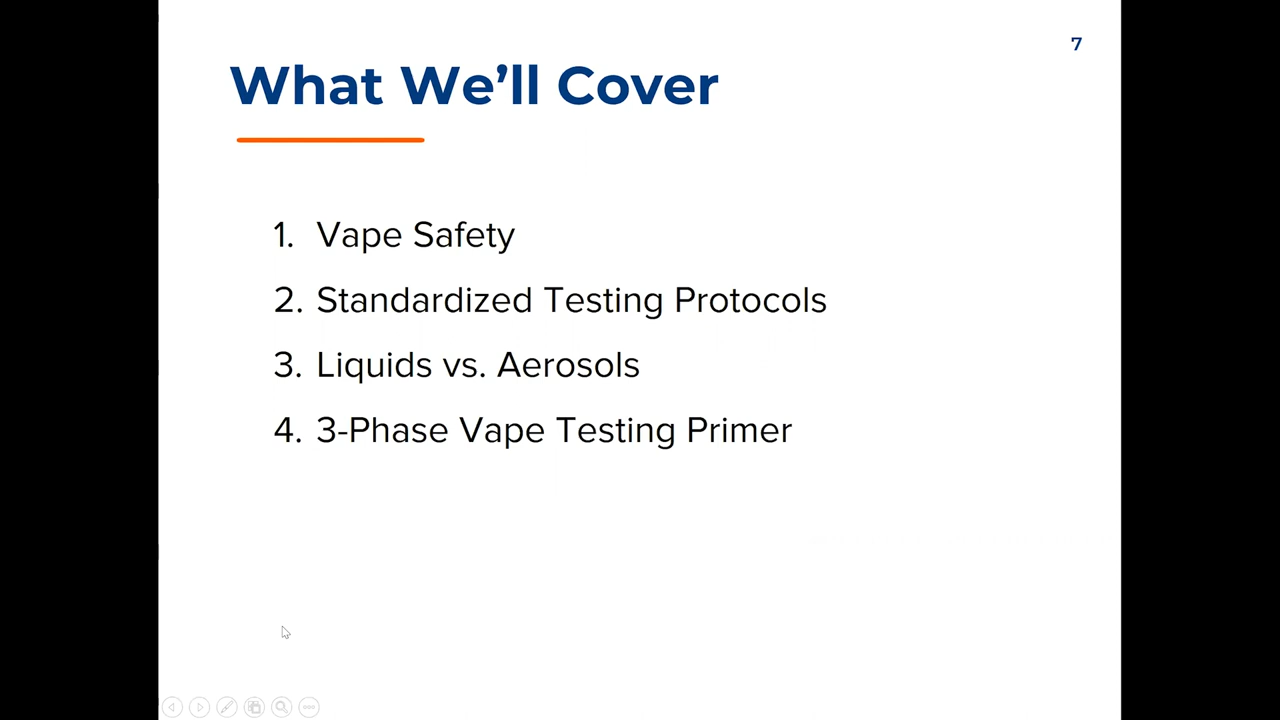 7
What We’ll Cover
1. Vape Safety
2. Standardized Testing Protocols
3. Liquids vs. Aerosols
4. 3-Phase Vape Testing Primer